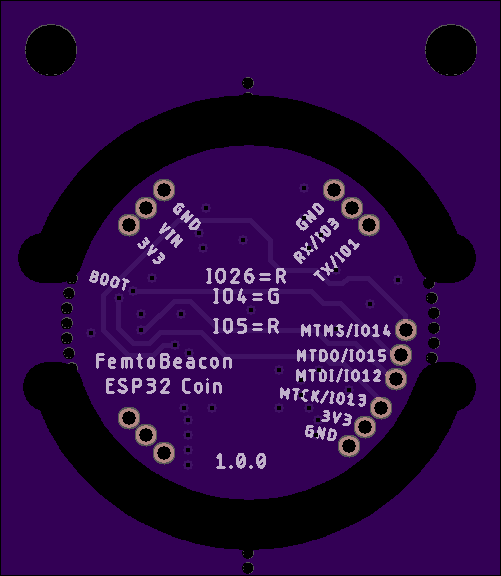 GND
VIN
3V3
GND
RX/IO3
TX/IO1
BOOT
IO26=R
IO4=G
IO5=R
MTMS/IO14
MTDO/IO15
MTDI/IO12
MTCK/IO13
3V3
GND
FemtoBeacon
ESP32 Coin
1.0.0